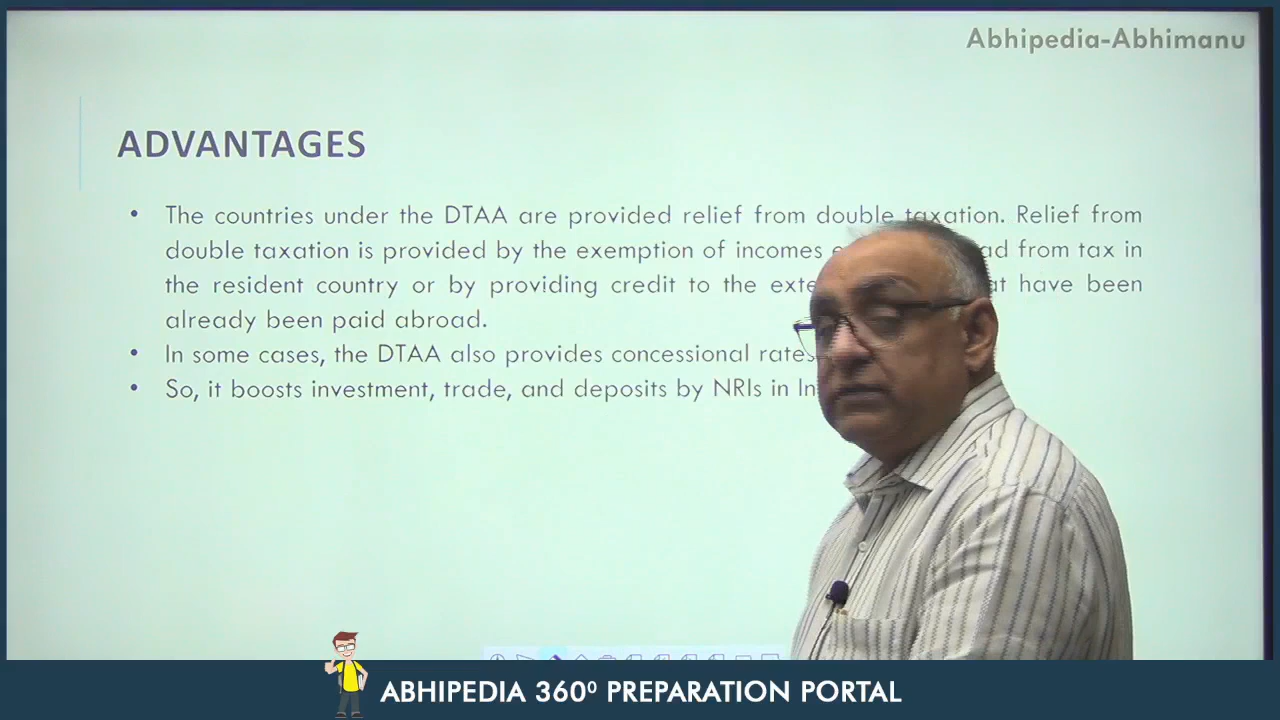 Abhipedia-Abhimanu
ADVANTAGES
• The countries under the DTAA are provided relief from double taxation. Relief from
double taxation is provided by the exemption of incomes from tax in
the resident country or by providing credit to the have been
already been paid abroad.
• In some cases, the DTAA also provides concessional rates
• So, it boosts investment, trade, and deposits by NRIs in
ABHIPEDIA 360⁰ PREPARATION PORTAL